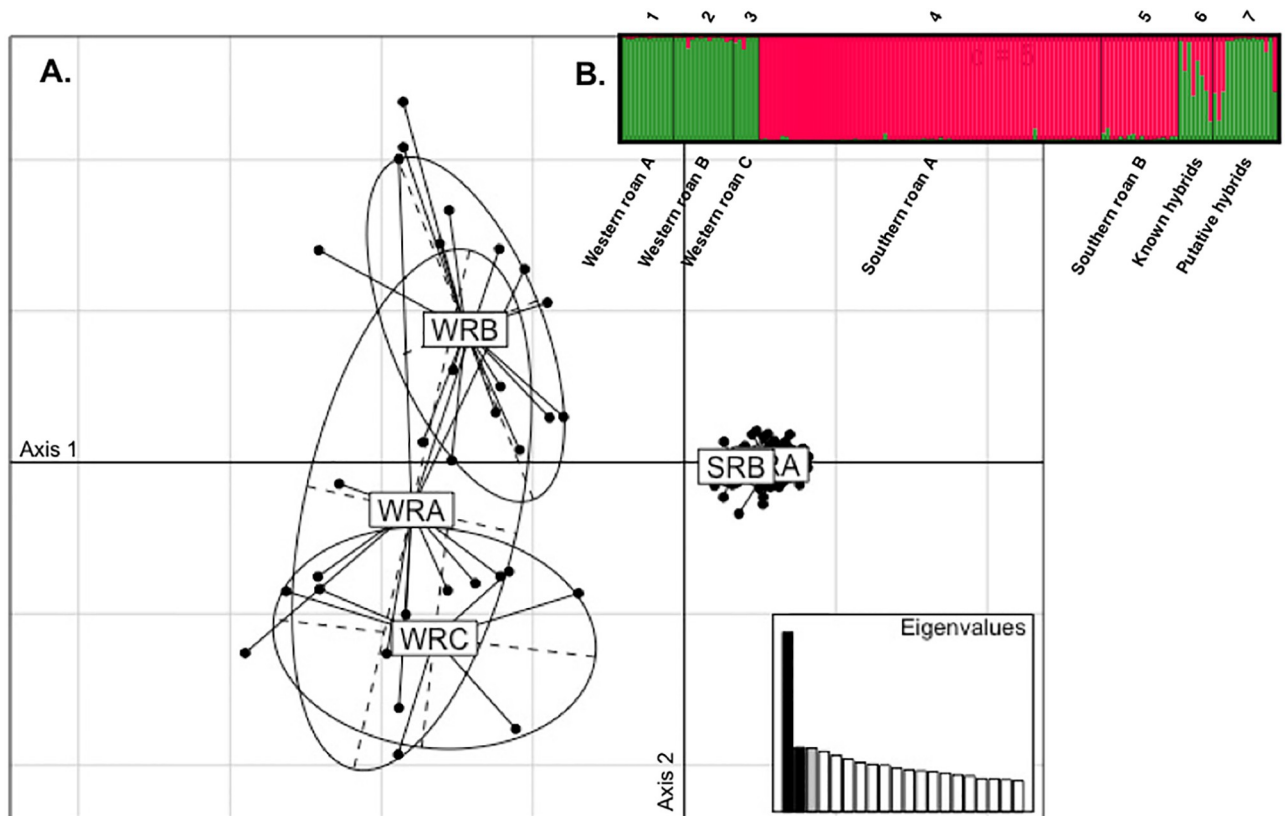 A.
B.
1 2 3 4 5 6 7
d = 5
Western roan A
Western roan B
Western roan C
Southern roan A
Southern roan B
Known hybrids
Putative hybrids
WRB
Axis 1
SRB
RA
WRA
WRC
Eigenvalues
Axis 2